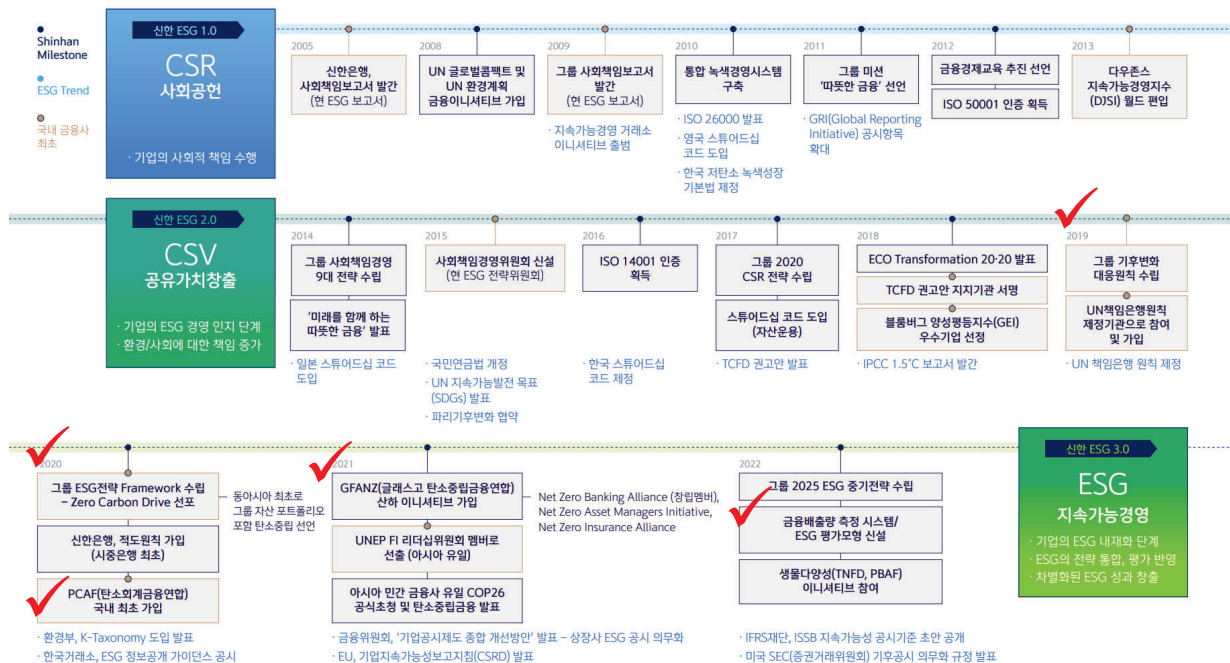 Shinhan
Milestone
ESG Trend
국내 금융사
최초
신한 ESG 1.0
CSR
사회공헌
· 기업의 사회적 책임 수행
2005
신한은행,
사회책임보고서 발간
(현 ESG 보고서)
2008
UN 글로벌콤팩트 및
UN 환경계획
금융이니셔티브 가입
2009
그룹 사회책임보고서
발간
(현 ESG 보고서)
· 지속가능경영 거래소
이니셔티브 출범
2010
통합 녹색경영시스템
구축
· ISO 26000 발표
· 영국 스튜어드십
코드 도입
· 한국 저탄소 녹색성장
기본법 제정
2011
그룹 미션
'따뜻한 금융' 선언
· GRI(Global Reporting
Initiative) 공시항목
확대
2012
금융경제교육 추진 선언
ISO 50001 인증 획득
2013
다우존스
지속가능경영지수
(DJSI) 월드 편입
신한 ESG 2.0
CSV
공유가치창출
· 기업의 ESG 경영 인지 단계
· 환경/사회에 대한 책임 증가
2014
그룹 사회책임경영
9대 전략 수립
'미래를 함께 하는
따뜻한 금융' 발표
· 일본 스튜어드십 코드
도입
2015
사회책임경영위원회 신설
(현 ESG 전략위원회)
· 국민연금법 개정
· UN 지속가능발전 목표
(SDGs) 발표
· 파리기후변화 협약
2016
ISO 14001 인증
획득
· 한국 스튜어드십
코드 제정
2017
그룹 2020
CSR 전략 수립
스튜어드십 코드 도입
(자산운용)
· TCFD 권고안 발표
2018
ECO Transformation 20·20 발표
TCFD 권고안 지지기관 서명
블룸버그 양성평등지수(GEI)
우수기업 선정
· IPCC 1.5˚C 보고서 발간
2019
그룹 기후변화
대응원칙 수립
UN책임은행원칙
제정기관으로 참여
및 가입
· UN 책임은행 원칙 제정
2020
그룹 ESG전략 Framework 수립
– Zero Carbon Drive 선포
동아시아 최초로
그룹 자산 포트폴리오
포함 탄소중립 선언
신한은행, 적도원칙 가입
(시중은행 최초)
PCAF(탄소회계금융연합)
국내 최초 가입
· 환경부, K-Taxonomy 도입 발표
· 한국거래소, ESG 정보공개 가이던스 공시
2021
GFANZ(글래스고 탄소중립금융연합)
산하 이니셔티브 가입
Net Zero Banking Alliance (창립멤버),
Net Zero Asset Managers Initiative,
Net Zero Insurance Alliance
UNEP FI 리더십위원회 멤버로
선출 (아시아 유일)
아시아 민간 금융사 유일 COP26
공식초청 및 탄소중립금융 발표
· 금융위원회, '기업공시제도 종합 개선방안' 발표 – 상장사 ESG 공시 의무화
· EU, 기업지속가능성보고지침(CSRD) 발표
2022
그룹 2025 ESG 중기전략 수립
금융배출량 측정 시스템/
ESG 평가모형 신설
생물다양성(TNFD, PBAF)
이니셔티브 참여
· IFRS재단, ISSB 지속가능성 공시기준 초안 공개
· 미국 SEC(증권거래위원회) 기후공시 의무화 규정 발표
신한 ESG 3.0
ESG
지속가능경영
· 기업의 ESG 내재화 단계
· ESG의 전략 통합, 평가 반영
· 차별화된 ESG 성과 창출